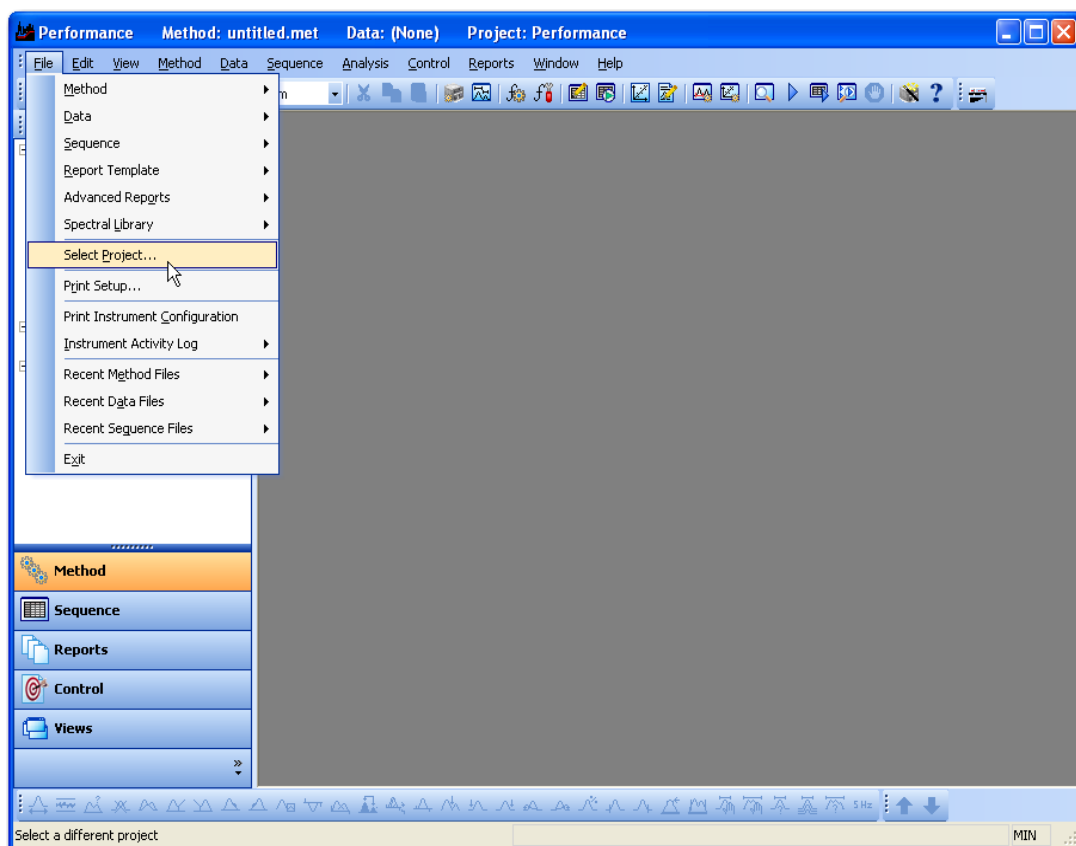 Performance Method: untitled.met Data: (None) Project: Performance
File Edit View Method Data Sequence Analysis Control Reports Window Help
Method
Data
Sequence
Report Template
Advanced Reports
Spectral Library
Select Project...
Print Setup...
Print Instrument Configuration
Instrument Activity Log
Recent Method Files
Recent Data Files
Recent Sequence Files
Exit
Method
Sequence
Reports
Control
Views
5 Hz
Select a different project MIN